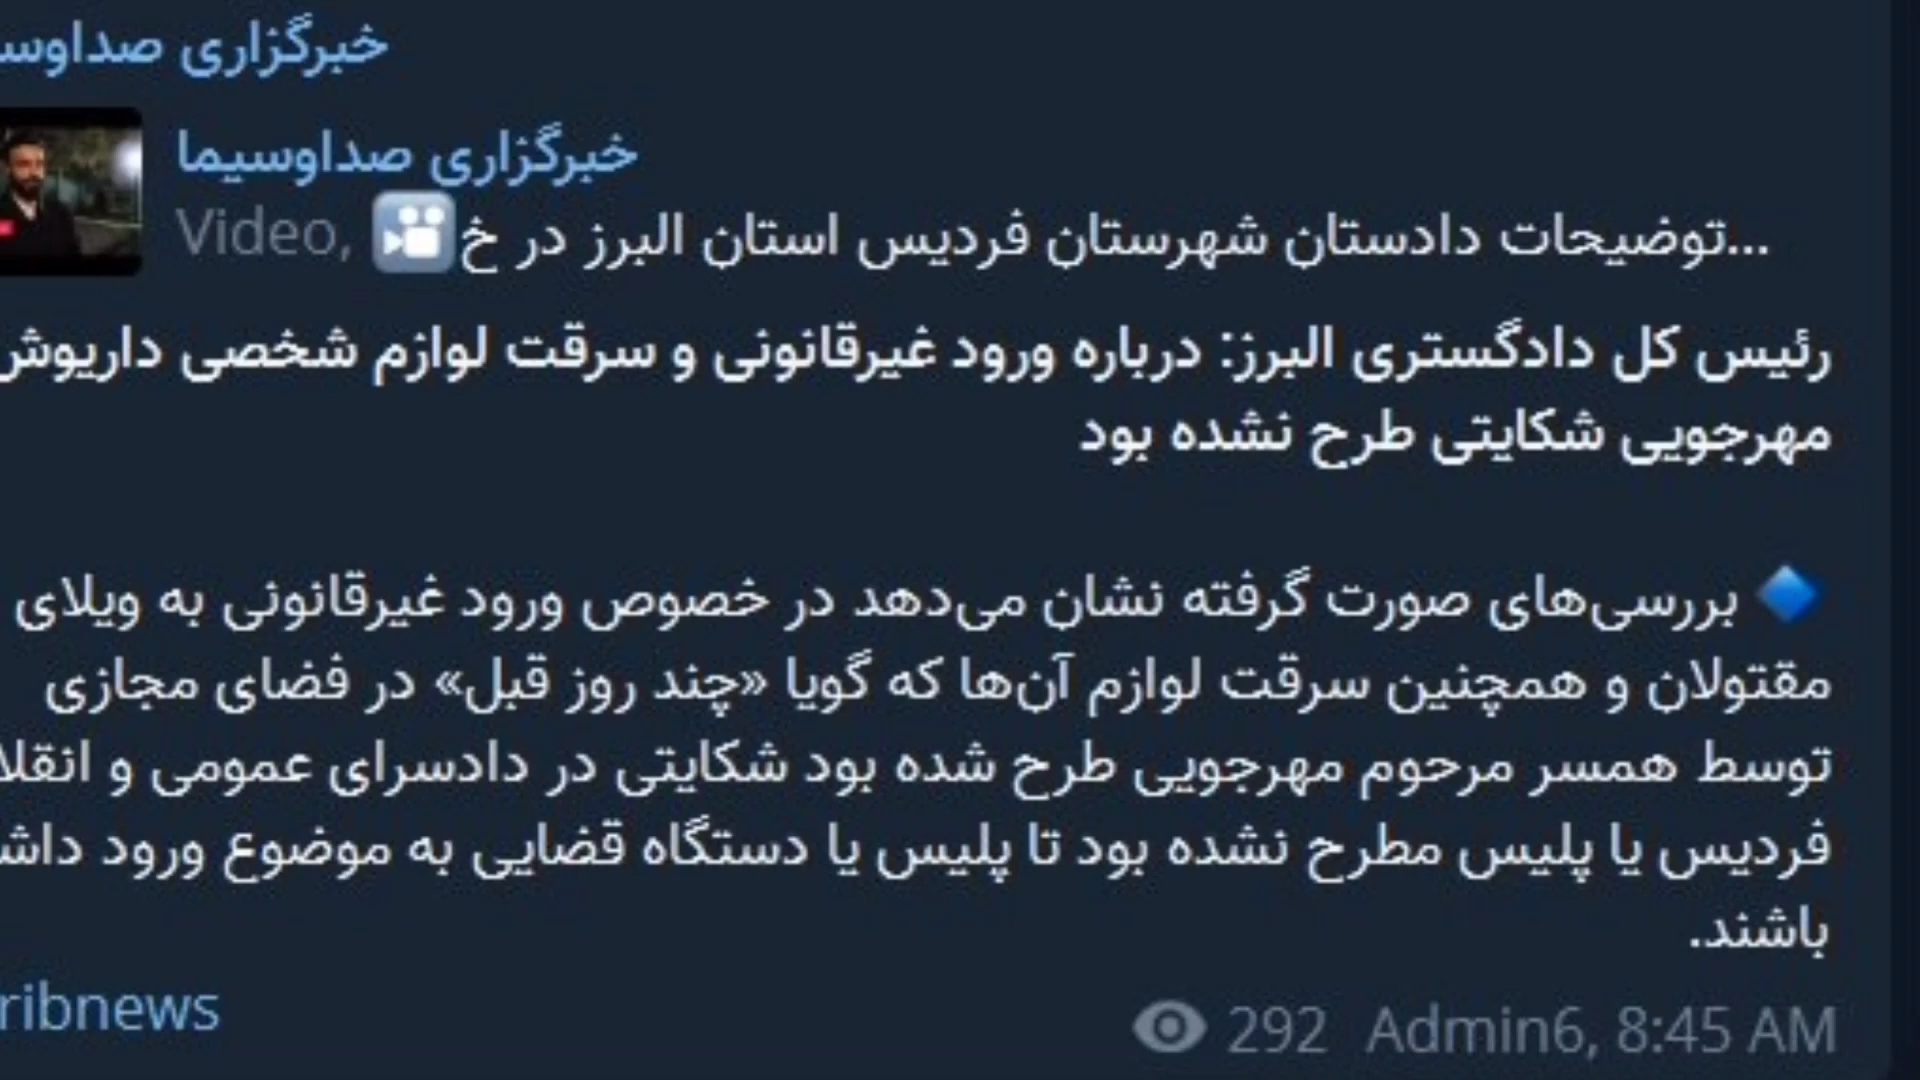 خبرگزاری
خبرگزاری صداوسیما
Video, توضیحات دادستان شهرستان فردیس استان البرز در خ...
رئیس کل دادگستری البرز: درباره ورود غیرقانونی و سرقت لوازم شخصی داریوش
مهرجویی شکایتی طرح نشده بود
بررسی‌های صورت گرفته نشان می‌دهد در خصوص ورود غیرقانونی به ویلای
مقتولان و همچنین سرقت لوازم آن‌ها که گویا «چند روز قبل» در فضای مجازی
توسط همسر مرحوم مهرجویی طرح شده بود شکایتی در دادسرای عمومی و
فردیس یا پلیس مطرح نشده بود تا پلیس یا دستگاه قضایی به موضوع ورود
باشند.
ribnews
292 Admin6, 8:45 AM